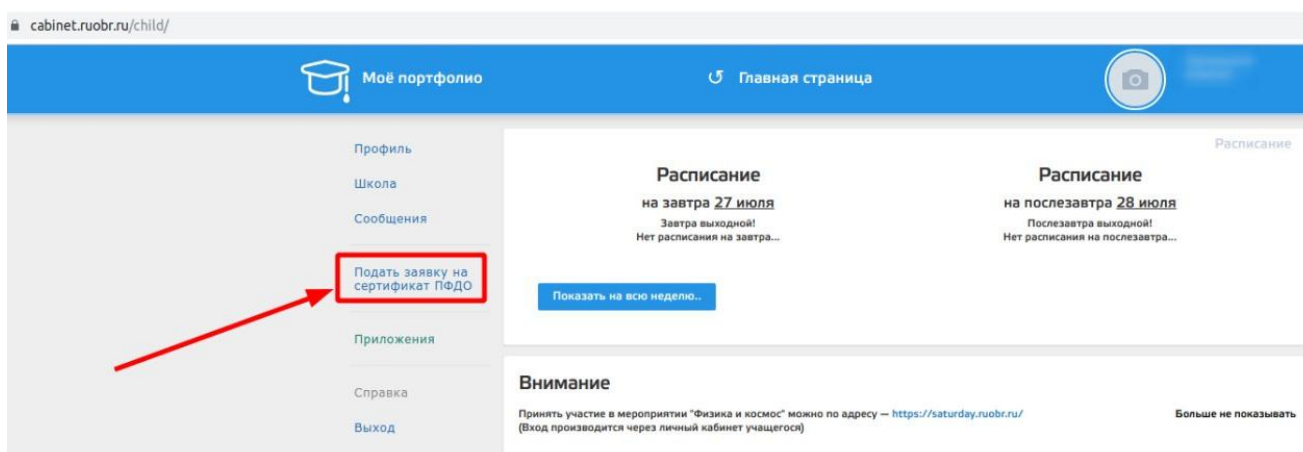 cabinet.ruobr.ru/child/
Моё портфолио
Главная страница
Профиль
Школа
Сообщения
Подать заявку на
сертификат ПФДО
Приложения
Справка
Выход
Расписание
Расписание
на завтра 27 июля
Завтра выходной!
Нет расписания на завтра...
Расписание
на послезавтра 28 июля
Послезавтра выходной!
Нет расписания на послезавтра...
Показать на всю неделю..
Внимание
Принять участие в мероприятии "Физика и космос" можно по адресу — https://saturday.ruobr.ru/
(Вход производится через личный кабинет учащегося)
Больше не показывать